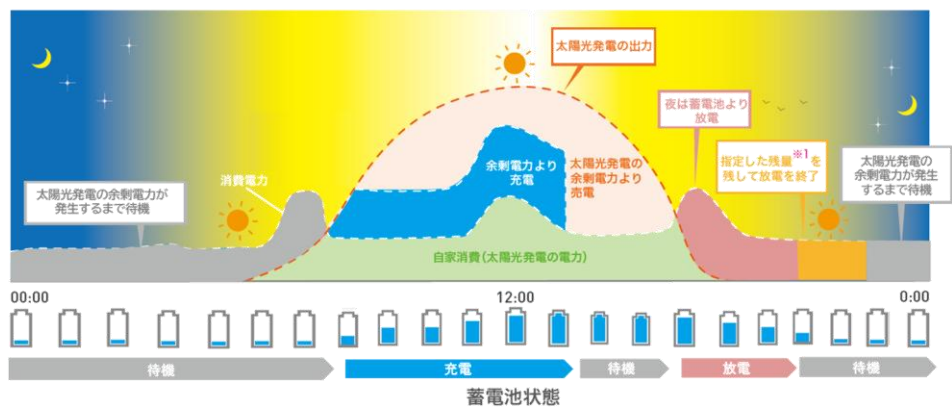 太陽光発電の出力
夜は蓄電池より
放電
指定した残量※1を
残して放電を終了
太陽光発電の
余剰電力が発生
するまで待機
太陽光発電の余剰電力が
発生するまで待機
消費電力
余剰電力より
充電
太陽光発電の
余剰電力より
売電
自家消費(太陽光発電の電力)
00:00
12:00
0:00
待機
充電
待機
放電
待機
蓄電池状態